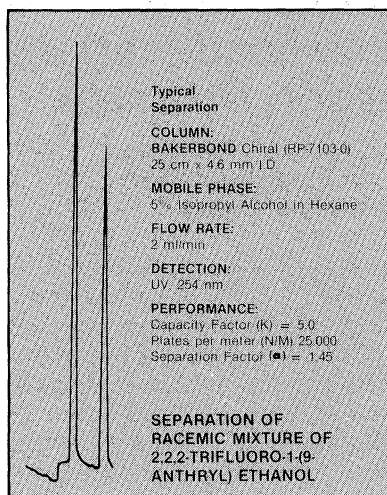 Typical
Separation
COLUMN:
BAKERBOND Chiral (RP-7103-0)
25 cm x 4.6 mm I.D.
MOBILE PHASE:
5% Isopropyl Alcohol in Hexane
FLOW RATE:
2 ml/min
DETECTION:
UV, 254 nm
PERFORMANCE:
Capacity Factor (K) = 5.0
Plates per meter (N/M) 25,000
Separation Factor (α) = 1.45
SEPARATION OF
RACEMIC MIXTURE OF
2,2,2-TRIFLUORO-1-(9-
ANTHRYL) ETHANOL